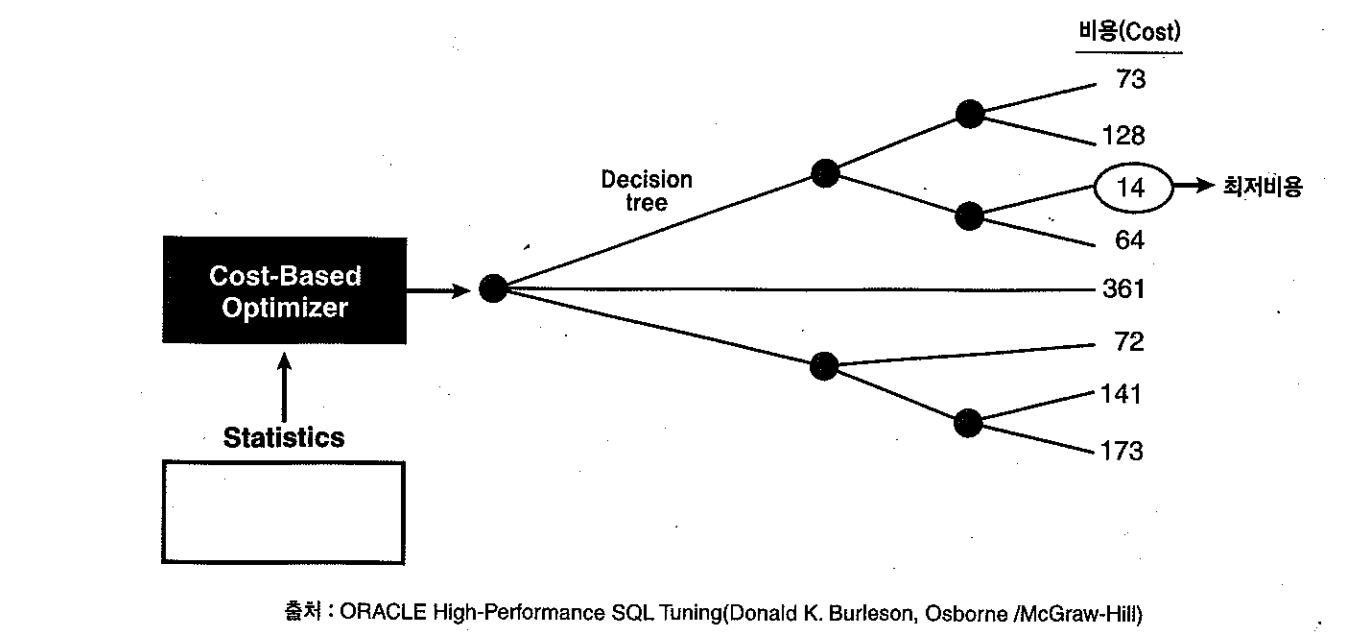 비용(Cost)
73
128
Decision
tree
14
최저비용
64
Cost-Based
Optimizer
361
72
141
Statistics
173
출처 : ORACLE High-Performance SQL Tuning(Donald K. Burleson, Osborne /McGraw-Hill)